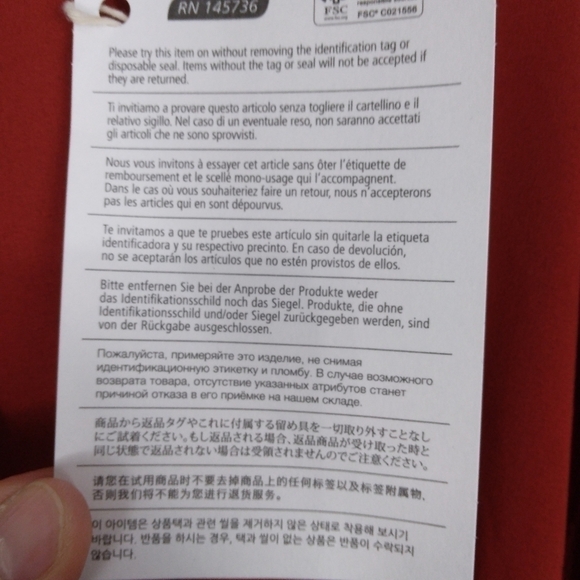 RN 145736
FSC
FSC® C021556
Please try this item on without removing the identification tag or
disposable seal. Items without the tag or seal will not be accepted if
they are returned.
Ti invitiamo a provare questo articolo senza togliere il cartellino e il
relativo sigillo. Nel caso di un eventuale reso, non saranno accettati
gli articoli che ne sono sprovvisti.
Nous vous invitons à essayer cet article sans ôter l'étiquette de
remboursement et le scellé mono-usage qui l'accompagnent.
Dans le cas où vous souhaiteriez faire un retour, nous n'accepterons
pas les articles qui en sont dépourvus.
Te invitamos a que te pruebes este artículo sin quitarle la etiqueta
identificadora y su respectivo precinto. En caso de devolución,
no se aceptarán los artículos que no estén provistos de ellos.
Bitte entfernen Sie bei der Anprobe der Produkte weder
das Identifikationsschild noch das Siegel. Produkte, die ohne
Identifikationsschild und/oder Siegel zurückgegeben werden, sind
von der Rückgabe ausgeschlossen.
Пожалуйста, примеряйте это изделие, не снимая
идентификационную этикетку и пломбу. В случае возможного
возврата товара, отсутствие указанных атрибутов станет
причиной отказа в его приёмке на нашем складе.
商品から返品タグやこれに付属する留め具を一切取り外すことなし
にご試着ください。もし返品される場合、返品商品が受け取った時と
同じ状態で返品されない場合は受領されませんのでご注意ください。
请您在试用商品时不要去掉商品上的任何标签以及标签附属物,
否则我们将不能为您进行退货服务。
이 아이템은 상품택과 관련 씰을 제거하지 않은 상태로 착용해 보시기
바랍니다. 반품을 하시는 경우, 택과 씰이 없는 상품은 반품이 수락되지
않습니다.